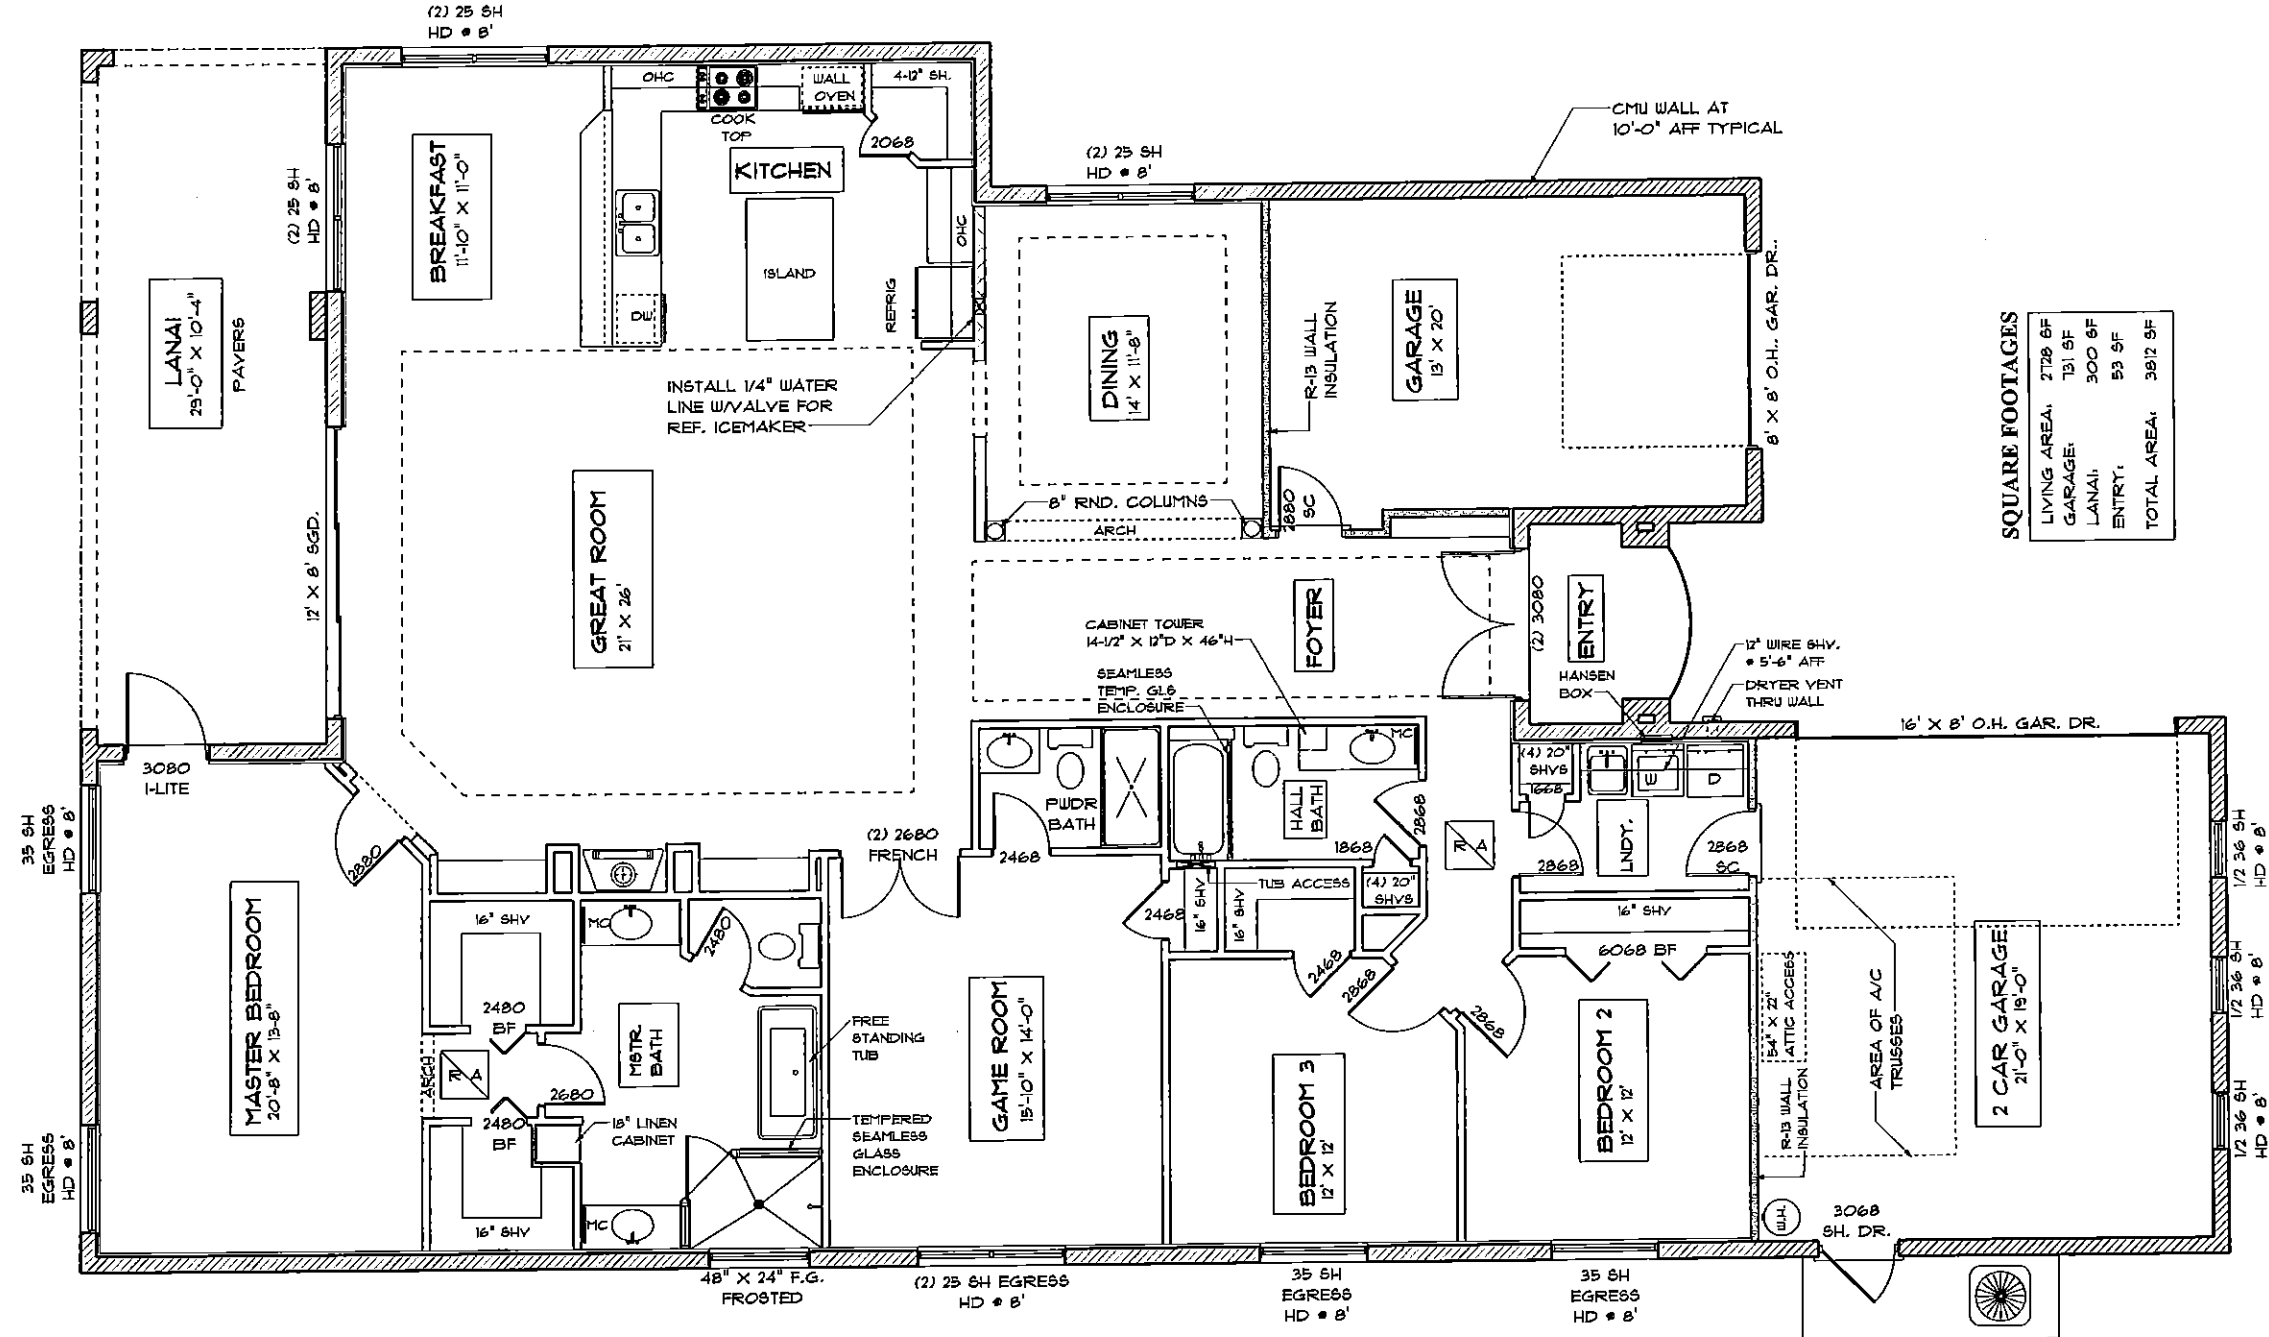 (2) 25 SH
HD @ 8'
(2) 25 SH
HD @ 8'
OHC
COOK
TOP
WALL
OVEN
4-12" SH.
2068
KITCHEN
BREAKFAST
11'-10" X 11'-0"
ISLAND
DW
OHC
REFRIG
LANAI
29'-0" X 10'-4"
PAVERS
INSTALL 1/4" WATER
LINE W/VALVE FOR
REF. ICEMAKER
(2) 25 SH
HD @ 8'
CMU WALL AT
10'-0" AFF TYPICAL
DINING
14' X 11'-8"
R-13 WALL
INSULATION
GARAGE
13' X 20'
8' X 8' O.H.. GAR. DR..
SQUARE FOOTAGES
LIVING AREA: 2728 SF
GARAGE: 731 SF
LANAI: 300 SF
ENTRY: 53 SF
TOTAL AREA: 3812 SF
8" RND. COLUMNS
ARCH
2880
SC
GREAT ROOM
21' X 26'
12' X 8' SGD.
FOYER
(2) 3080
ENTRY
CABINET TOWER
14-1/2" X 12"D X 46"H
SEAMLESS
TEMP. GLS
ENCLOSURE
HANSEN
BOX
12" WIRE SHV.
@ 5'-6" AFF
DRYER VENT
THRU WALL
16' X 8' O.H. GAR. DR.
3080
1-LITE
35 SH
EGRESS
HD @ 8'
2880
(2) 2680
FRENCH
PWDR
BATH
2468
HALL
BATH
MC
2868
1868
(4) 20"
SHVS
1668
W
D
LNDY.
2868
2868
SC
R
A
1/2 36 SH
HD @ 8'
TUB ACCESS
(4) 20"
SHVS
2468
16" SHV
16" SHV
16" SHV
MC
2480
16" SHV
6068 BF
2468
2868
2868
MASTER BEDROOM
20'-8" X 13-8"
2480
BF
MSTR.
BATH
FREE
STANDING
TUB
GAME ROOM
15'-10" X 14'-0"
BEDROOM 3
12' X 12'
BEDROOM 2
12' X 12'
54" X 22"
ATTIC ACCESS
AREA OF A/C
TRUSSES
2 CAR GARAGE
21'-0" X 19'-0"
1/2 36 SH
HD @ 8'
ARCH
R
A
2680
2480
BF
18" LINEN
CABINET
TEMPERED
SEAMLESS
GLASS
ENCLOSURE
R-13 WALL
INSULATION
1/2 36 SH
HD @ 8'
35 SH
EGRESS
HD @ 8'
16" SHV
MC
W.H.
3068
SH. DR.
48" X 24" F.G.
FROSTED
(2) 25 SH EGRESS
HD @ 8'
35 SH
EGRESS
HD @ 8'
35 SH
EGRESS
HD @ 8'